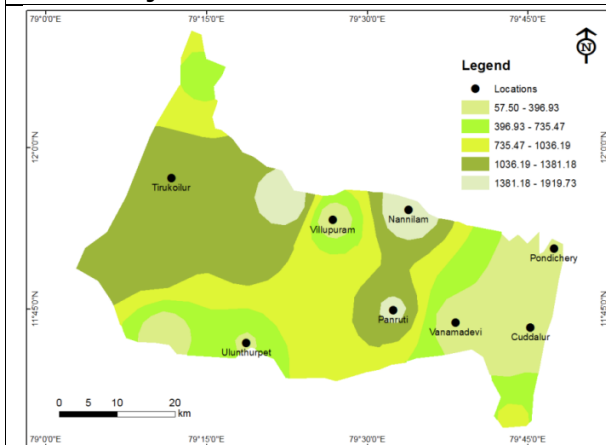 79°0'0"E 79°15'0"E 79°30'0"E 79°45'0"E
N
Legend
Locations
57.50 - 396.93
396.93 - 735.47
735.47 - 1036.19
1036.19 - 1381.18
1381.18 - 1919.73
12°0'0"N 12°0'0"N
Tirukoilur
Nannilam
Villupuram
Pondichery
11°45'0"N 11°45'0"N
Panruti
Vanamadevi
Cuddalur
Ulunthurpet
0 5 10 20
km
79°0'0"E 79°15'0"E 79°30'0"E 79°45'0"E